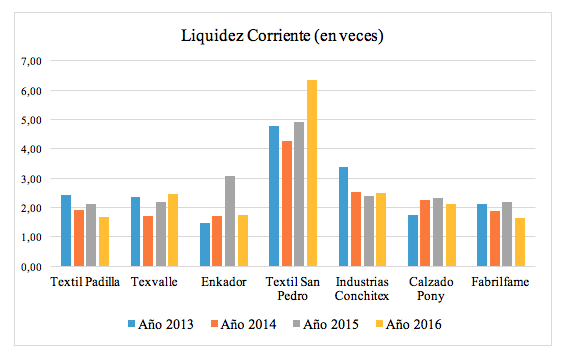 Liquidez Corriente (en veces)
7,00
6,00
5,00
4,00
3,00
2,00
1,00
0,00
Textil Padilla Texvalle Enkador Textil San Industrias Calzado Fabrilfame
Pedro Conchitex Pony
Año 2013 Año 2014 Año 2015 Año 2016